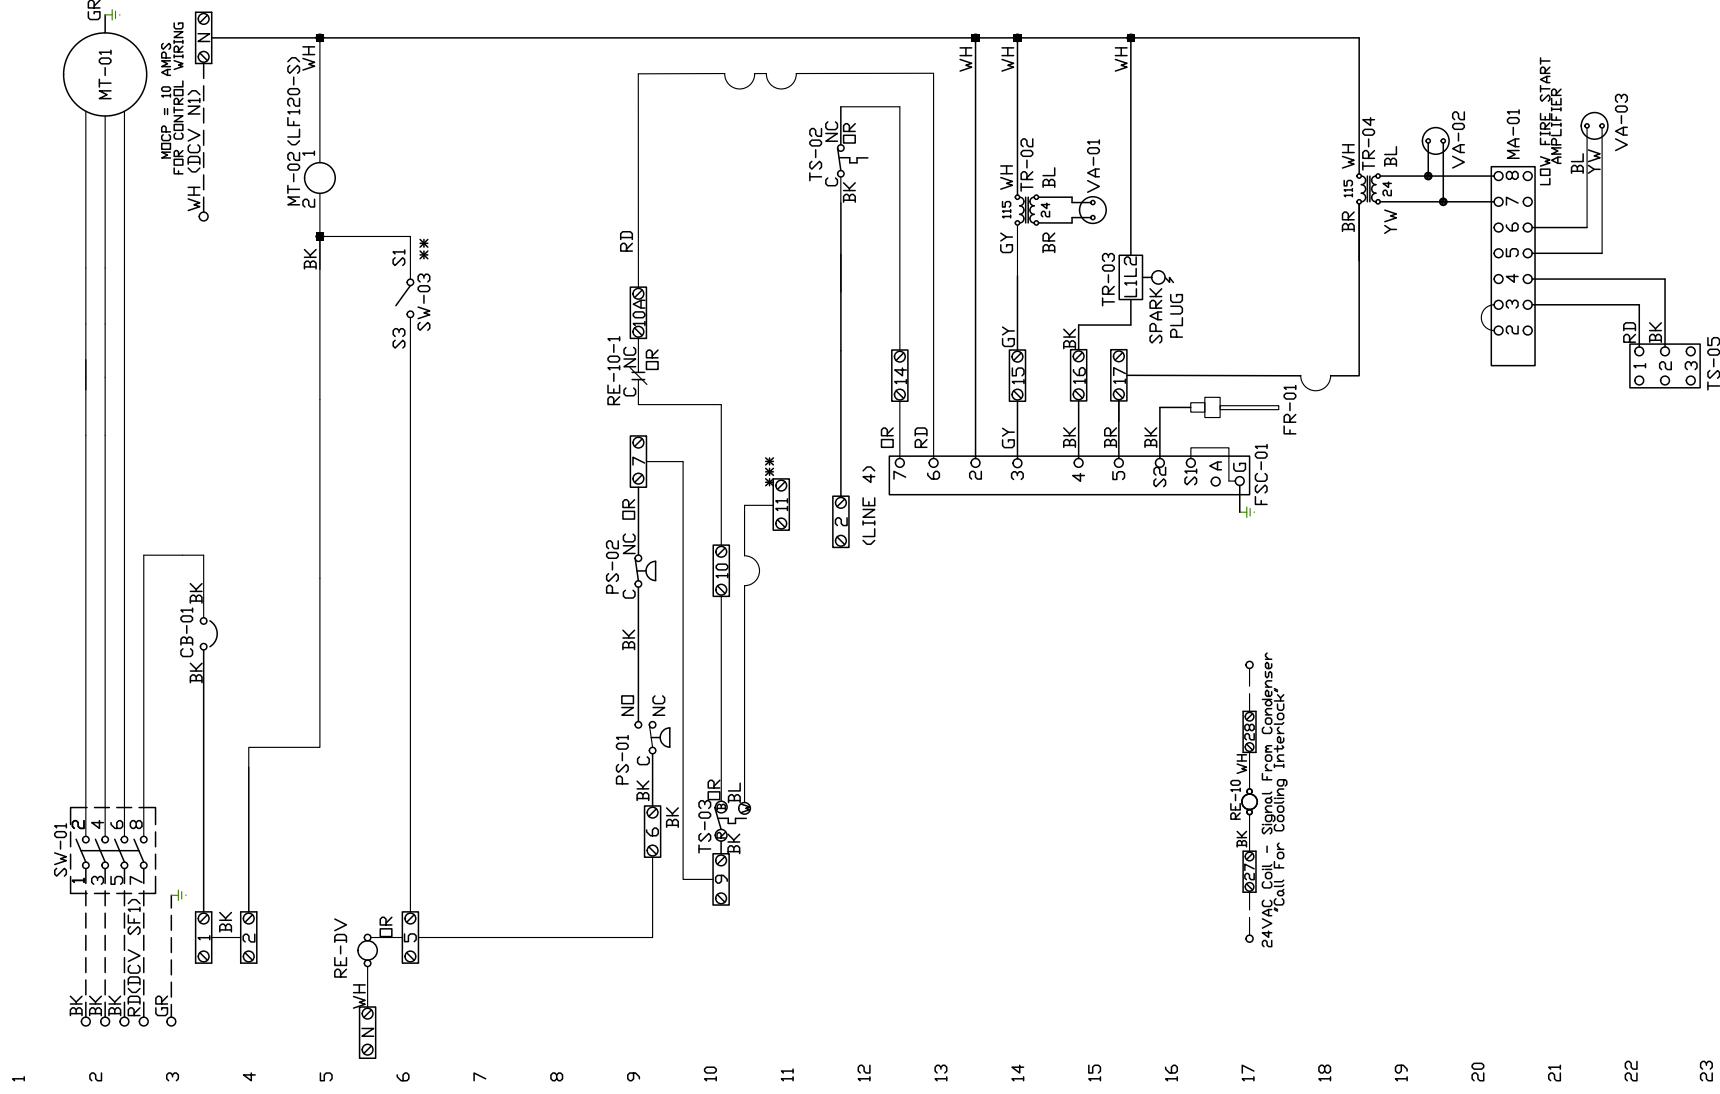 1
2
3
4
5
6
7
8
9
10
11
12
13
14
15
16
17
18
19
20
21
22
23
GR
MT-01
SW-01
1
2
3
4
5
6
7
8
BK
BK
BK
RD(DCV SF1)
GR
MOCP = 10 AMPS
FOR CONTROL WIRING
N
WH (DCV N1)
BK
CB-01
BK
1
BK
2
MT-02(LF120-S)
2
1
WH
BK
S3
S1
SW-03
**
RE-DV
N
WH
OR
5
6
BK
PS-01
C
NO
NC
BK
PS-02
C
NC
OR
7
RE-10-1
C
NC
OR
10A
RD
BK
9
TS-03
BK
R
B
W
OR
BL
10
11
***
2
(LINE 4)
TS-02
C
NC
BK
OR
14
OR
7
RD
6
WH
2
WH
GY
3
15
GY
GY
115
WH
TR-02
24
BR
BL
VA-01
WH
BK
4
16
BK
TR-03
L1L2
SPARK
PLUG
BR
5
17
BK
S2
S1
A
G
FSC-01
FR-01
BR
115
WH
TR-04
YW
24
BL
VA-02
MA-01
2
3
4
5
6
7
8
LOW FIRE START
AMPLIFIER
BL
YW
VA-03
RD
BK
1
2
3
TS-05
27
BK
RE-10
WH
28
24VAC Coil - Signal From Condenser
"Call For Cooling Interlock"